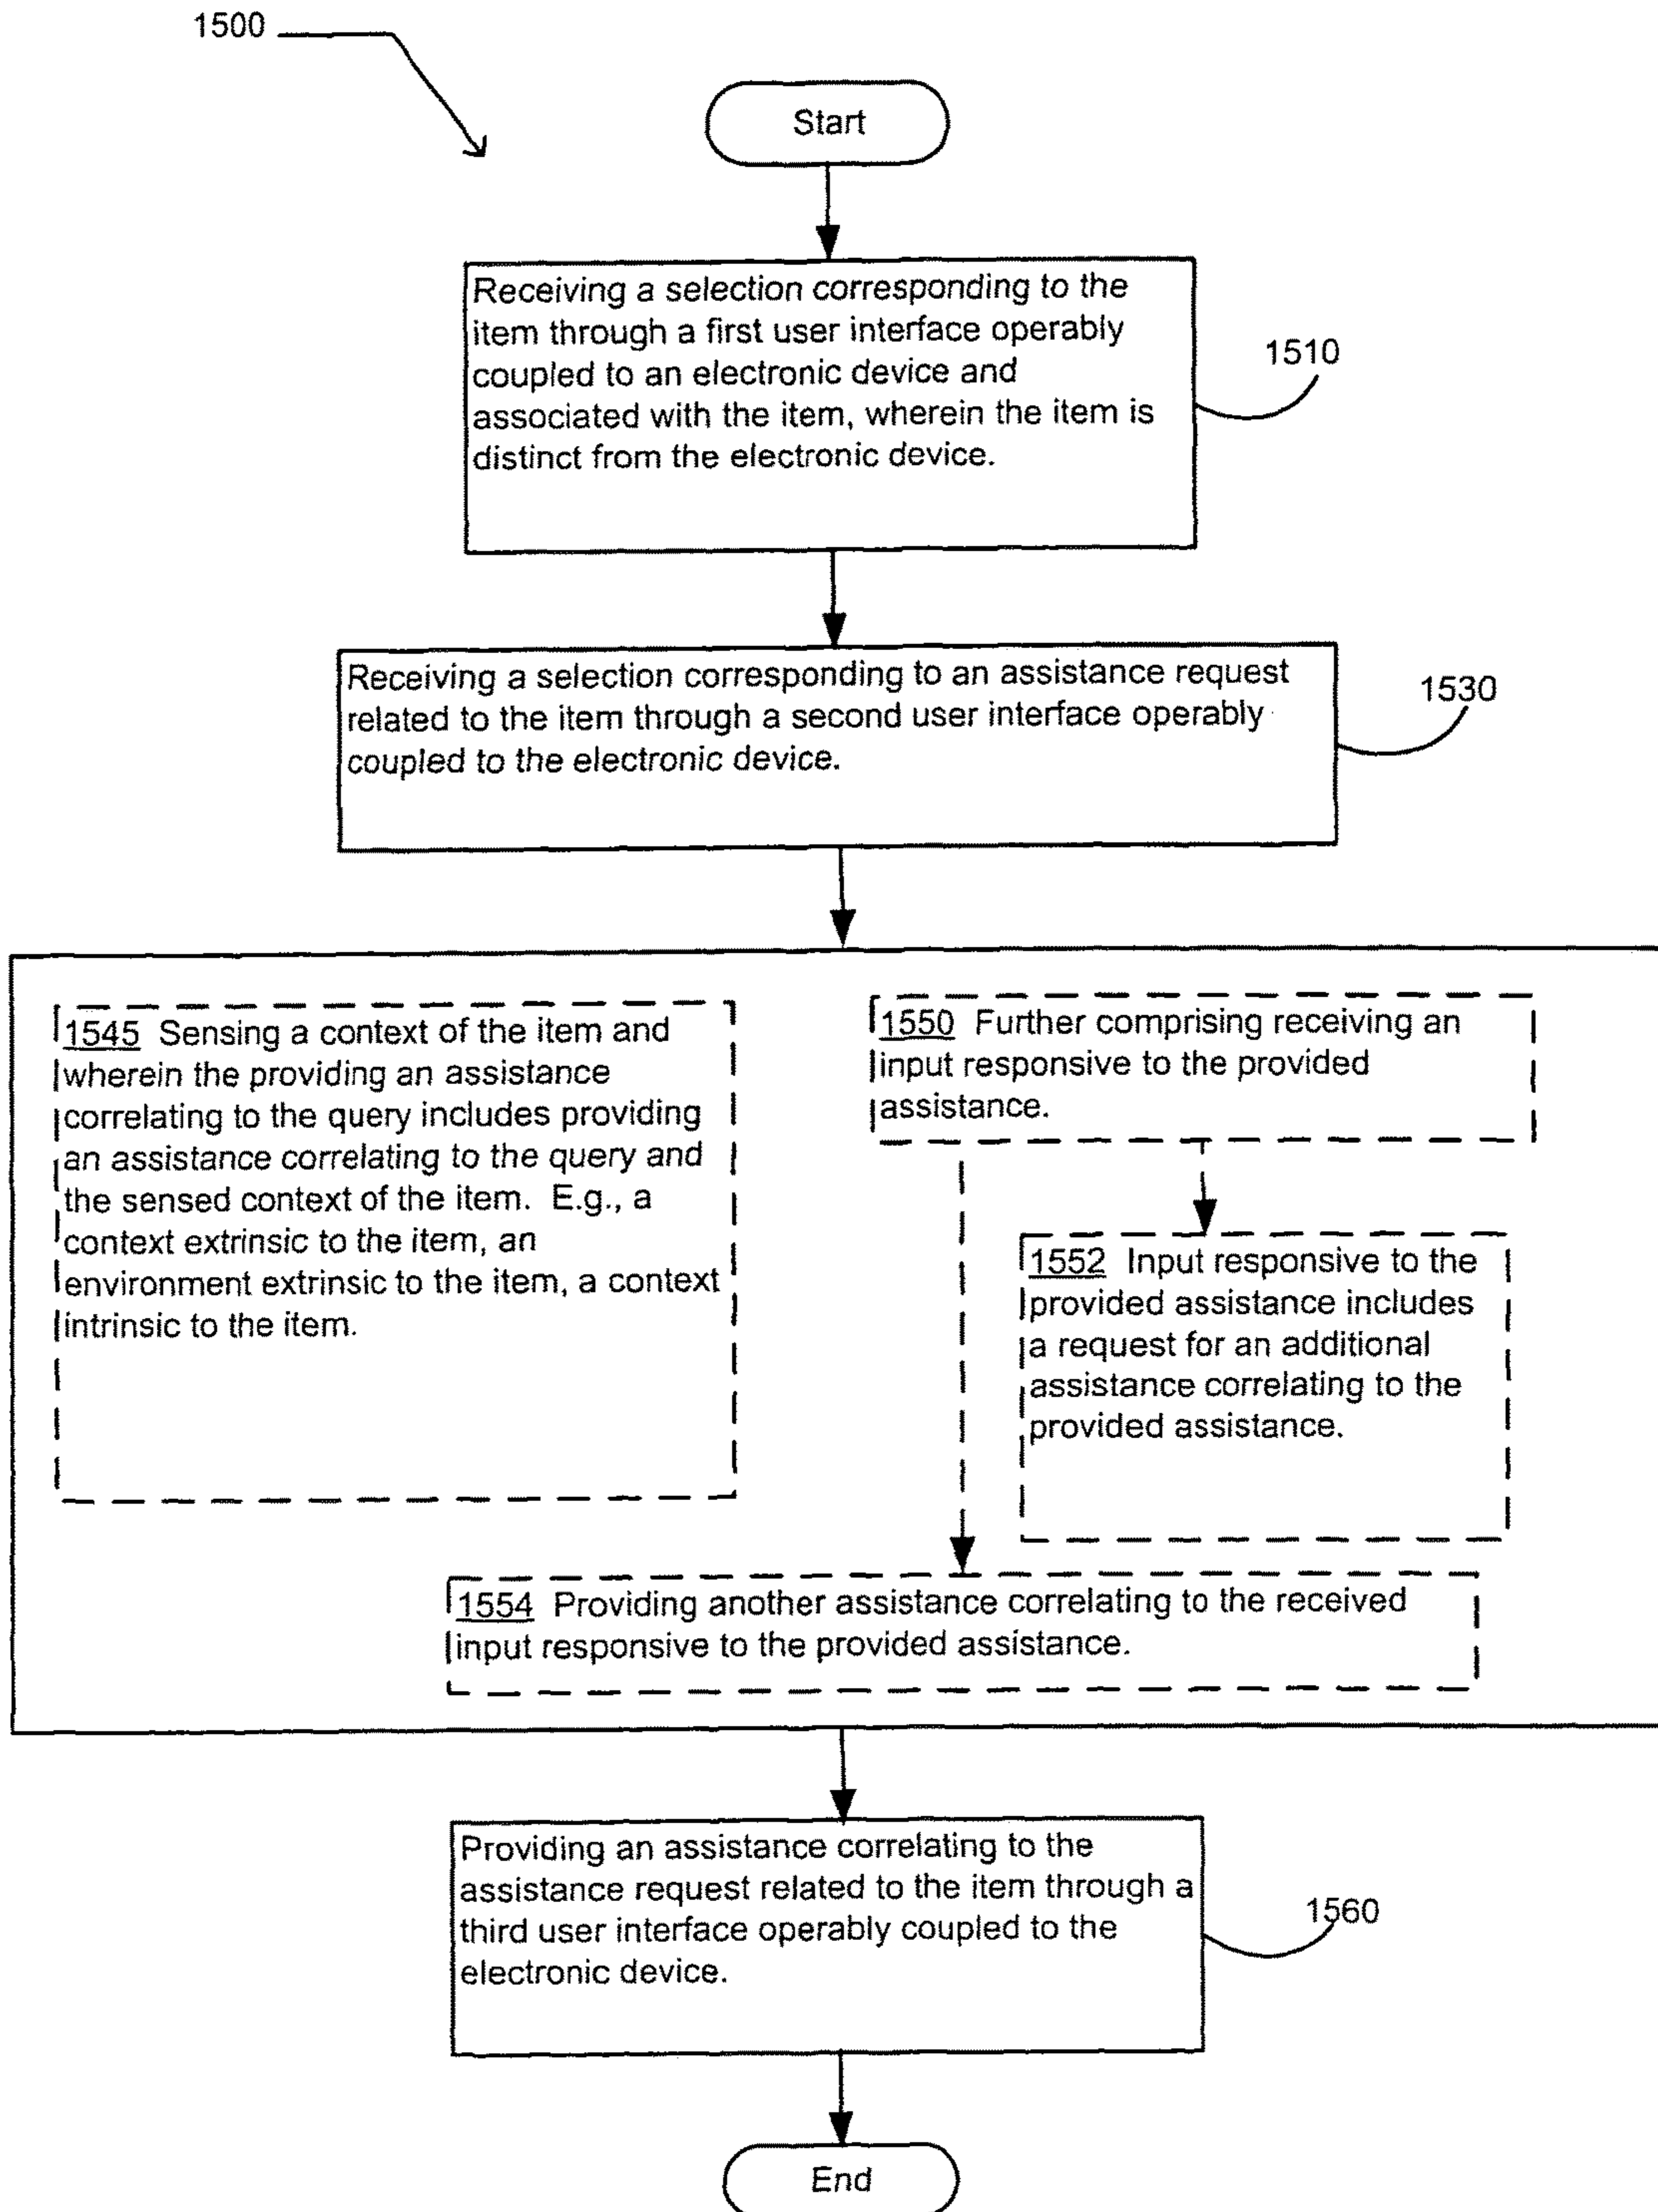 1500
Start
Receiving a selection corresponding to the
item through a first user interface operably
coupled to an electronic device and
associated with the item, wherein the item is
distinct from the electronic device.
1510
Receiving a selection corresponding to an assistance request
related to the item through a second user interface operably
coupled to the electronic device.
1530
1545 Sensing a context of the item and
wherein the providing an assistance
correlating to the query includes providing
an assistance correlating to the query and
the sensed context of the item. E.g., a
context extrinsic to the item, an
environment extrinsic to the item, a context
intrinsic to the item.
1550 Further comprising receiving an
input responsive to the provided
assistance.
1552 Input responsive to the
provided assistance includes
a request for an additional
assistance correlating to the
provided assistance.
1554 Providing another assistance correlating to the received
input responsive to the provided assistance.
Providing an assistance correlating to the
assistance request related to the item through a
third user interface operably coupled to the
electronic device.
1560
End